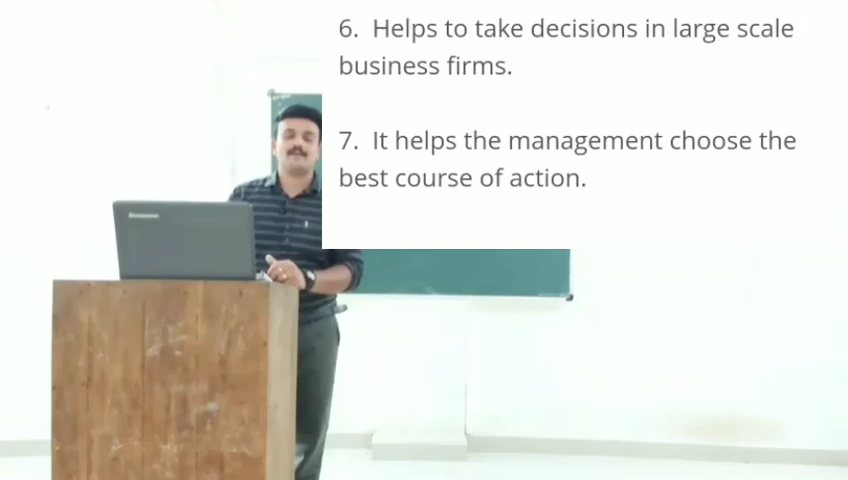 6. Helps to take decisions in large scale
business firms.
7. It helps the management choose the
best course of action.